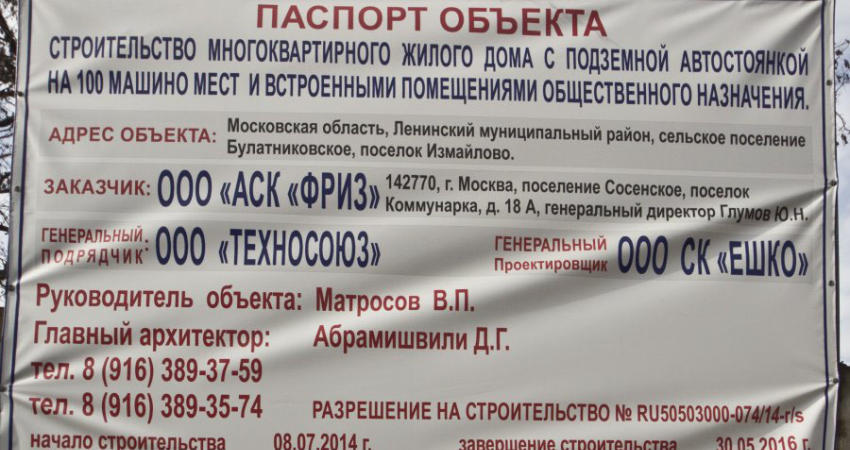 ПАСПОРТ ОБЪЕКТА
СТРОИТЕЛЬСТВО МНОГОКВАРТИРНОГО ЖИЛОГО ДОМА С ПОДЗЕМНОЙ АВТОСТОЯНКОЙ
НА 100 МАШИНО МЕСТ И ВСТРОЕННЫМИ ПОМЕЩЕНИЯМИ ОБЩЕСТВЕННОГО НАЗНАЧЕНИЯ.
АДРЕС ОБЪЕКТА: Московская область, Ленинский муниципальный район, сельское поселение
Булатниковское, поселок Измайлово.
ЗАКАЗЧИК: ООО «АСК «ФРИЗ» 142770, г. Москва, поселение Сосенское, поселок
Коммунарка, д. 18 А, генеральный директор Глумов Ю.Н.
ГЕНЕРАЛЬНЫЙ
ПОДРЯДЧИК: ООО «ТЕХНОСОЮЗ»
ГЕНЕРАЛЬНЫЙ
Проектировщик ООО СК «ЕШКО»
Руководитель объекта: Матросов В.П.
Главный архитектор: Абрамишвили Д.Г.
тел. 8 (916) 389-37-59
тел. 8 (916) 389-35-74
РАЗРЕШЕНИЕ НА СТРОИТЕЛЬСТВО № RU50503000-074/14-r/s
начало строительства 08.07.2014 г. завершение строительства 30.05.2016 г.